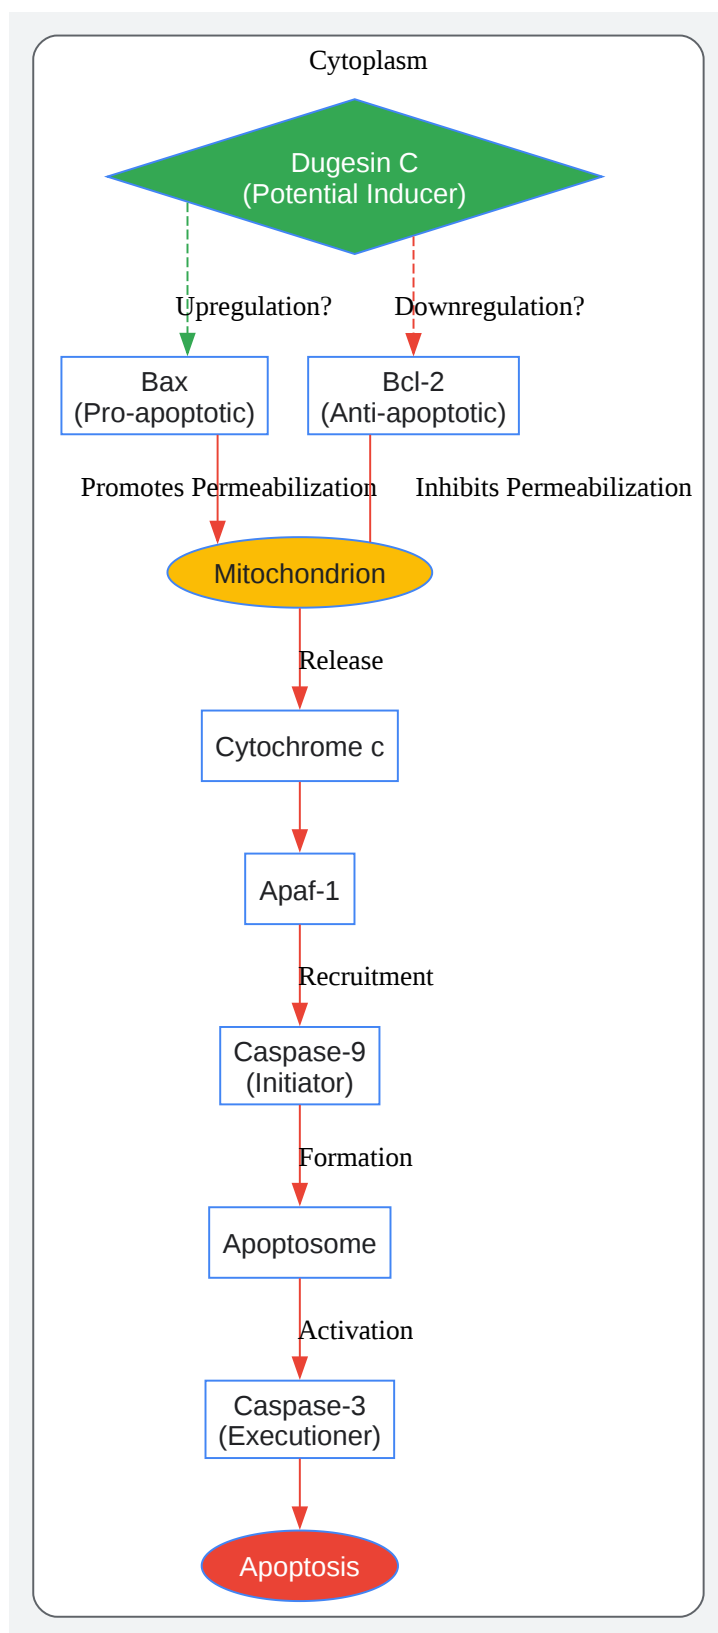 Cytoplasm
Dugesin C
(Potential Inducer)
Upregulation?
Downregulation?
Bax
(Pro-apoptotic)
Bcl-2
(Anti-apoptotic)
Promotes Permeabilization
Inhibits Permeabilization
Mitochondrion
Release
Cytochrome c
Apaf-1
Recruitment
Caspase-9
(Initiator)
Formation
Apoptosome
Activation
Caspase-3
(Executioner)
Apoptosis